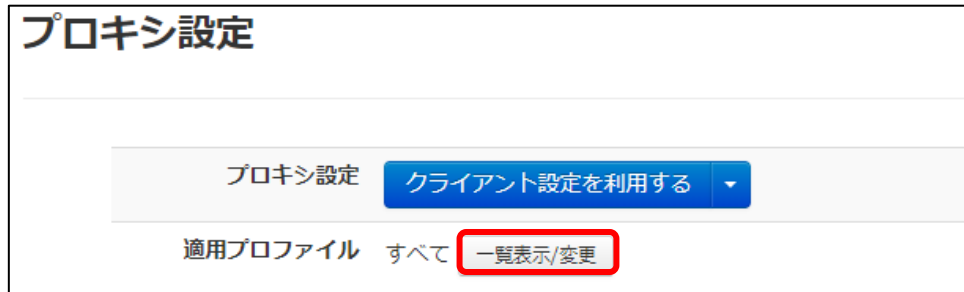 プロキシ設定
プロキシ設定 クライアント設定を利用する
適用プロファイル すべて 一覧表示/変更